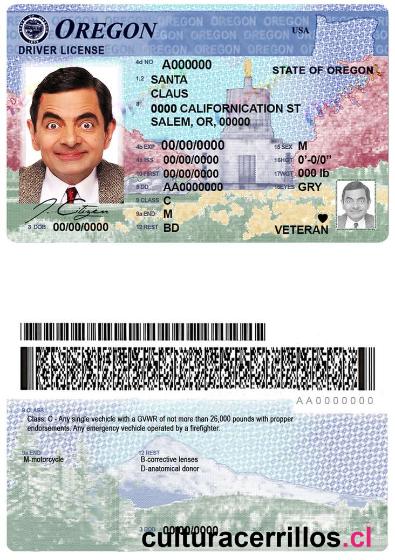 OREGON
USA
DRIVER LICENSE
4d NO A000000
STATE OF OREGON
1,2 SANTA
CLAUS
8 0000 CALIFORNICATION ST
SALEM, OR, 00000
4b EXP 00/00/0000 15 SEX M
4a ISS 00/00/0000 16 HGT 0'-0/0"
10 FIRST 00/00/0000 17 WGT 000 lb
5 DD AA0000000 18 EYES GRY
9 CLASS C
9a END M
12 REST BD
J. Citizen
3 DOB 00/00/0000
VETERAN
AA0000000
9 CLASS
Class: C - Any single vechicle with a GVWR of not more than 26,000 pounds with propper
endorsements. Any emergency vechicle operated by a firefighter.
9a END 12 REST
M-motorcycle B-corrective lenses
D-anatomical donor
3 DOB 00/00/0000
culturacerrillos.cl